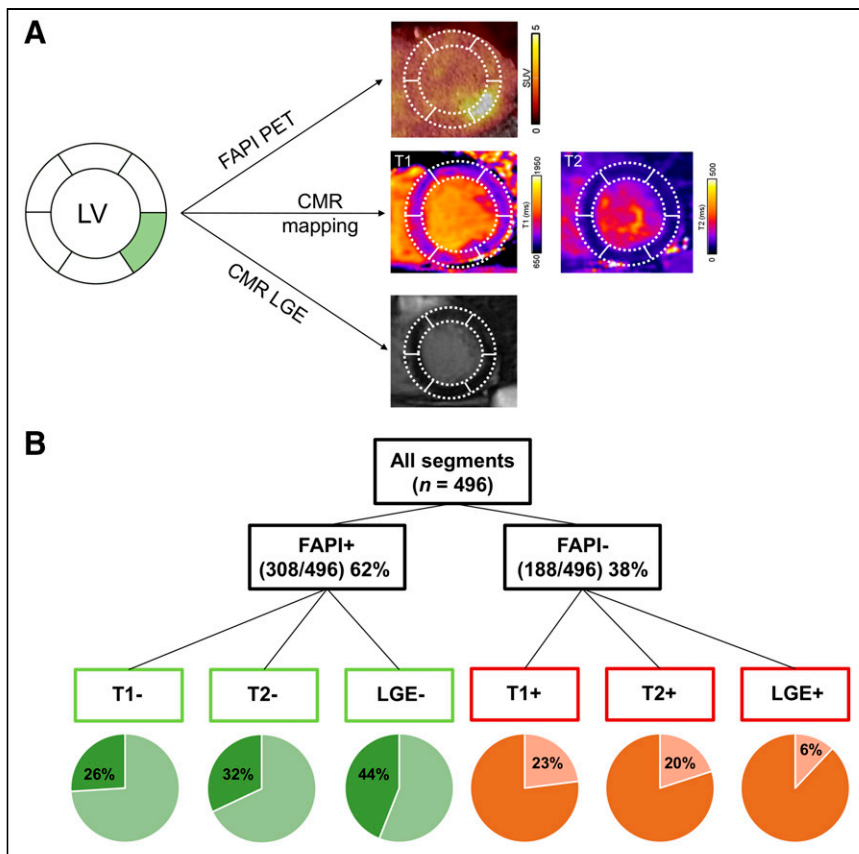 A
FAPI PET
CMR
mapping
CMR LGE
LV
5
SUV
0
T1
1950
T1 (ms)
650
T2
500
T2 (ms)
0
B
All segments
(n = 496)
FAPI+
(308/496) 62%
FAPI-
(188/496) 38%
T1-
T2-
LGE-
T1+
T2+
LGE+
26%
32%
44%
23%
20%
6%